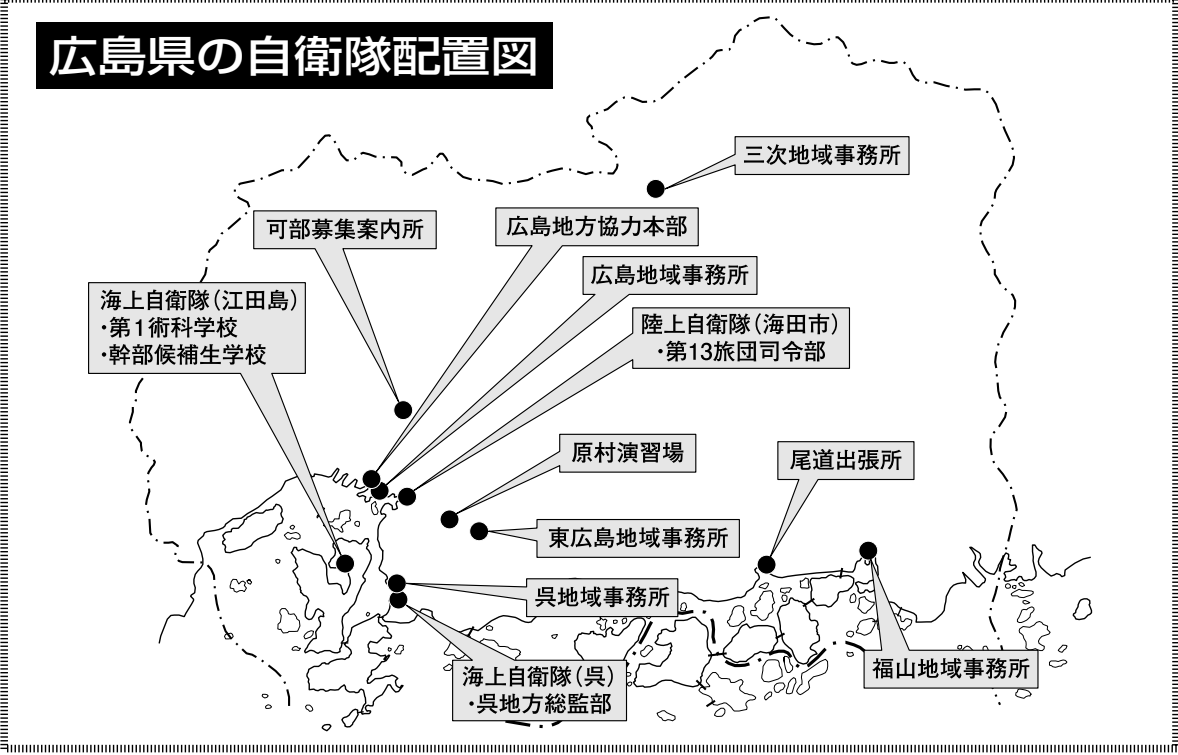 広島県の自衛隊配置図
三次地域事務所
可部募集案内所
広島地方協力本部
広島地域事務所
海上自衛隊(江田島)
・第1術科学校
・幹部候補生学校
陸上自衛隊(海田市)
・第13旅団司令部
原村演習場
尾道出張所
東広島地域事務所
呉地域事務所
福山地域事務所
海上自衛隊(呉)
・呉地方総監部